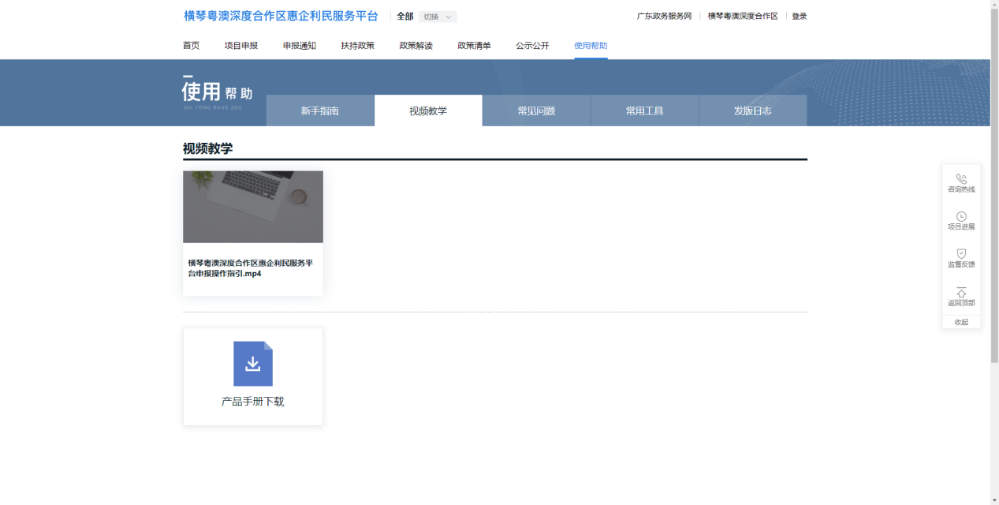 横琴粤澳深度合作区惠企利民服务平台 全部 切换
广东政务服务网 横琴粤澳深度合作区 登录
首页 项目申报 申报通知 扶持政策 政策解读 政策清单 公示公开 使用帮助
使用帮助
SHI YONG BANG ZHU
新手指南 视频教学 常见问题 常用工具 发版日志
视频教学
横琴粤澳深度合作区惠企利民服务平
台申报操作指引.mp4
产品手册下载
咨询热线
项目进展
监督反馈
返回顶部
收起